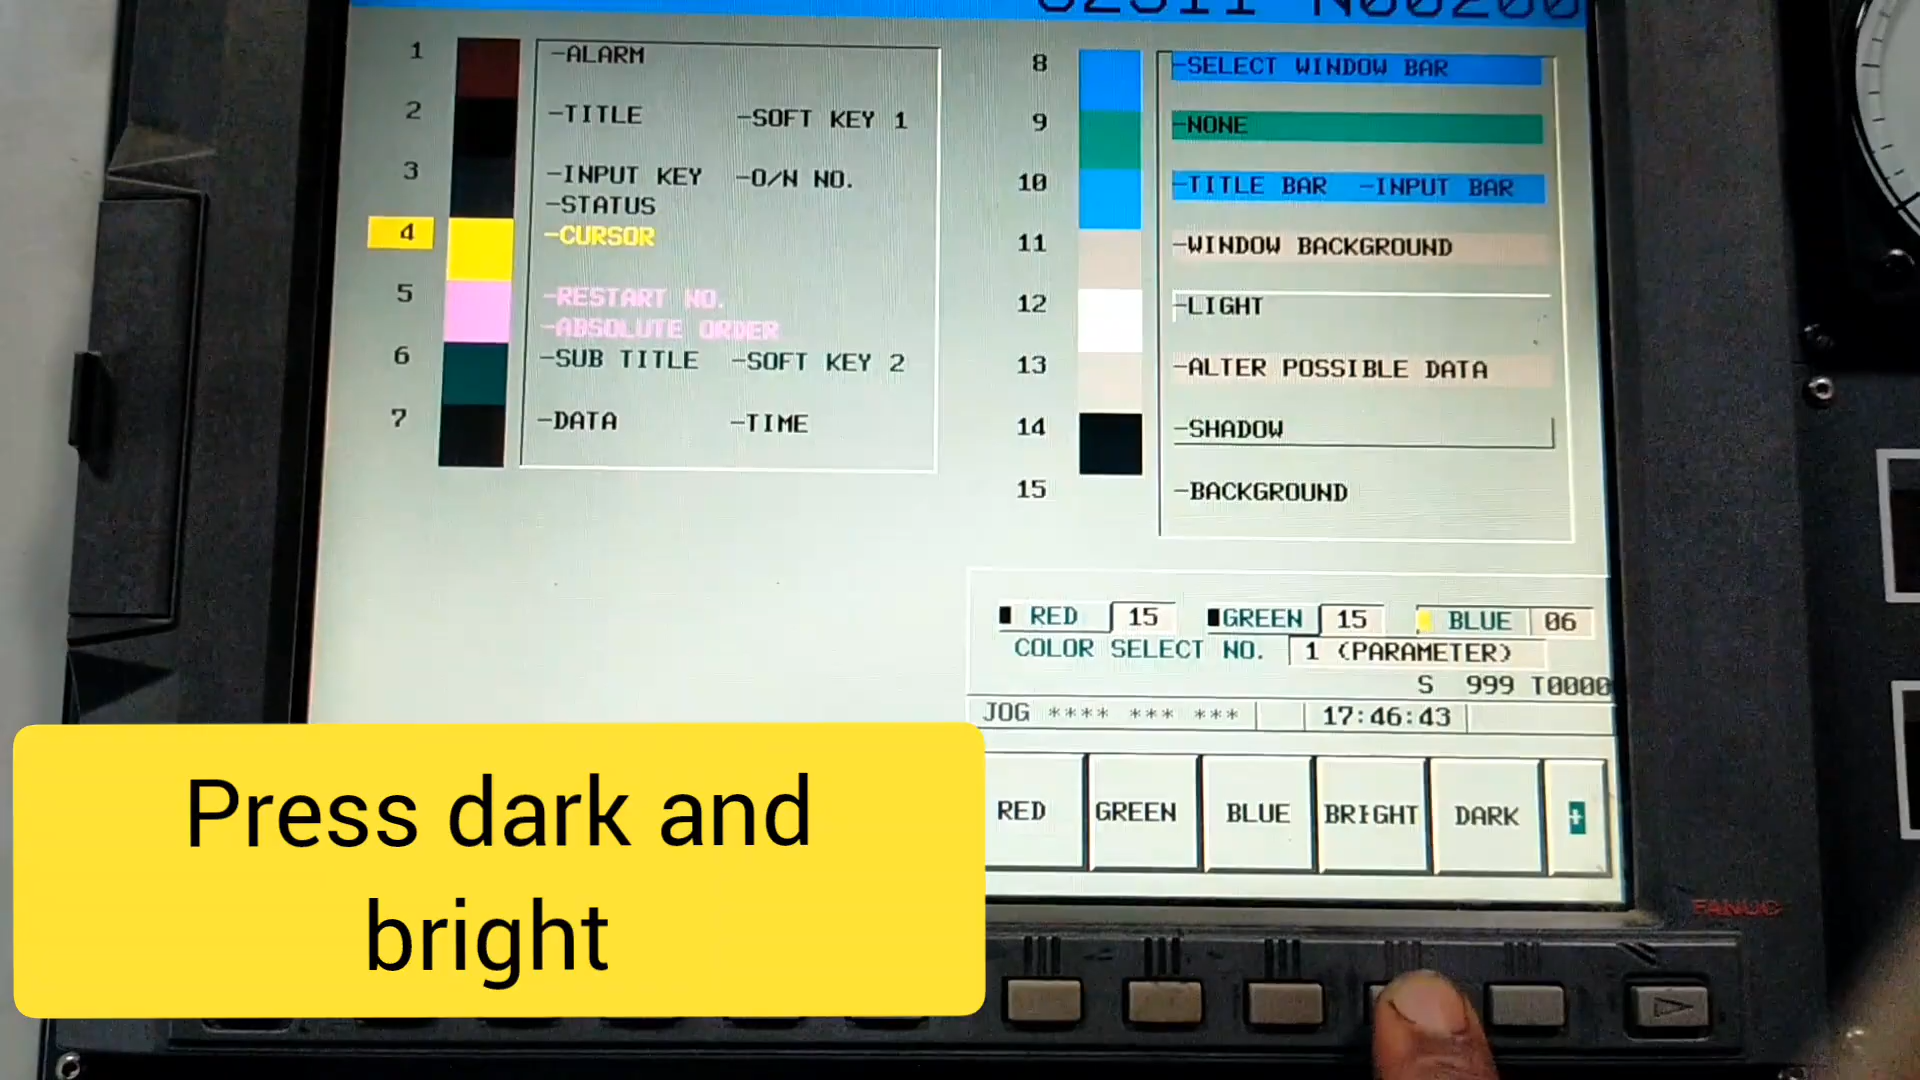 O2311 N00200
1 -ALARM
2 -TITLE -SOFT KEY 1
3 -INPUT KEY -O/N NO.
-STATUS
4 -CURSOR
5 -RESTART NO.
-ABSOLUTE ORDER
6 -SUB TITLE -SOFT KEY 2
7 -DATA -TIME
8 -SELECT WINDOW BAR
9 -NONE
10 -TITLE BAR -INPUT BAR
11 -WINDOW BACKGROUND
12 -LIGHT
13 -ALTER POSSIBLE DATA
14 -SHADOW
15 -BACKGROUND
RED 15 GREEN 15 BLUE 06
COLOR SELECT NO. 1 (PARAMETER)
S 999 T0000
JOG **** *** *** 17:46:43
RED GREEN BLUE BRIGHT DARK +
FANUC
Press dark and
bright